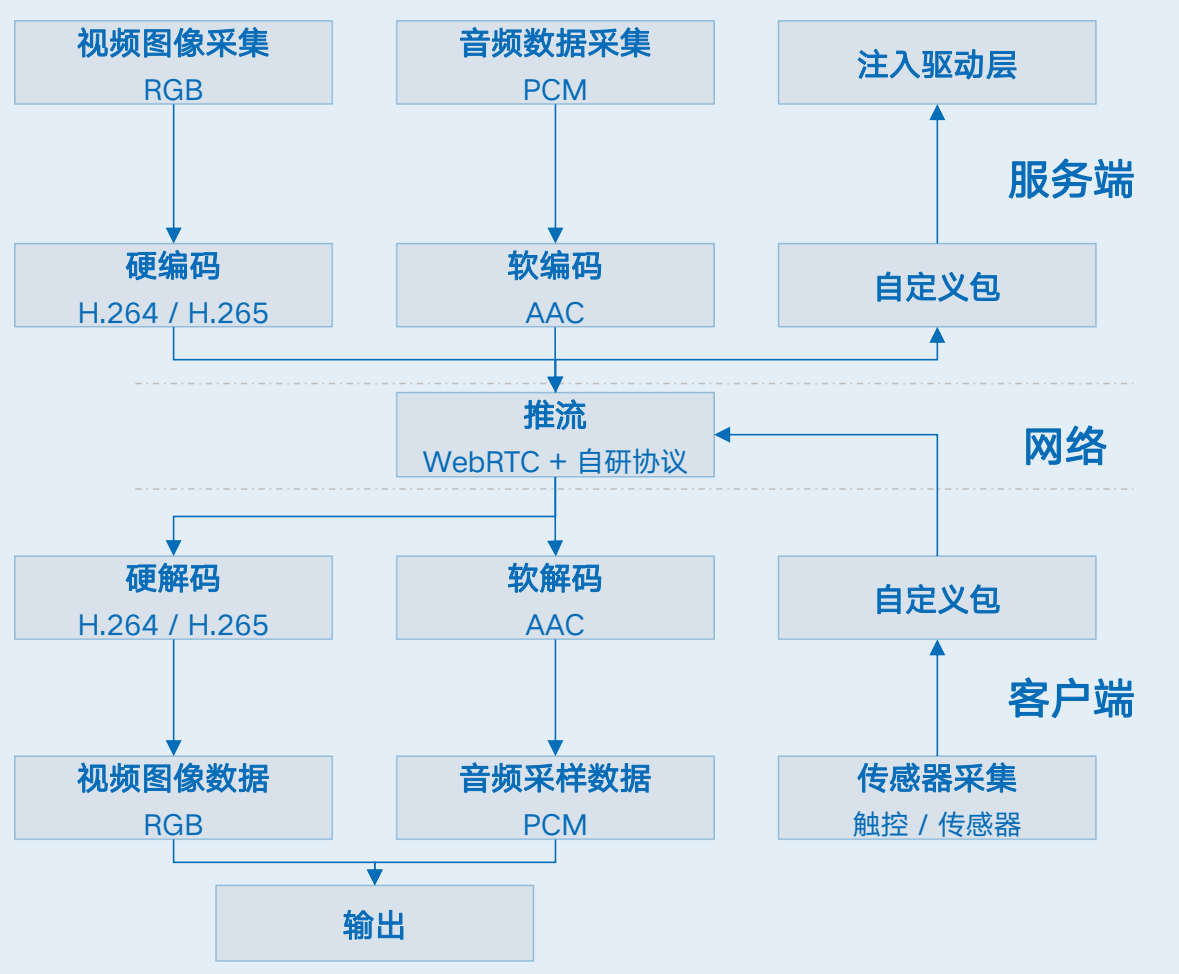 视频图像采集
RGB
音频数据采集
PCM
注入驱动层
服务端
硬编码
H.264 / H.265
软编码
AAC
自定义包
推流
WebRTC + 自研协议
网络
硬解码
H.264 / H.265
软解码
AAC
自定义包
客户端
视频图像数据
RGB
音频采样数据
PCM
传感器采集
触控 / 传感器
输出